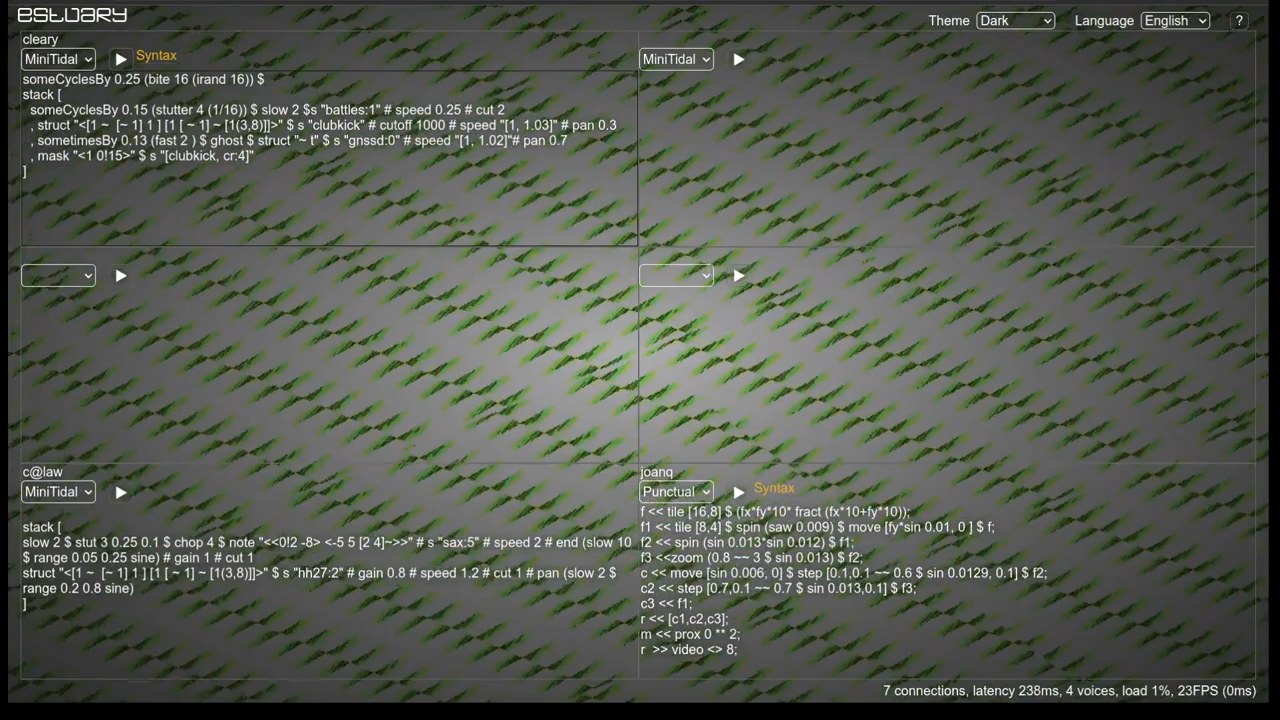 estuary
Theme Dark Language English ?
cleary
MiniTidal Syntax
someCyclesBy 0.25 (bite 16 (irand 16)) $
stack [
someCyclesBy 0.15 (stutter 4 (1/16)) $ slow 2 $s "battles:1" # speed 0.25 # cut 2
, struct "<[1 ~ [~ 1] 1 ] [1 [ ~ 1] ~ [1(3,8)]]>" $ s "clubkick" # cutoff 1000 # speed "[1, 1.03]" # pan 0.3
, sometimesBy 0.13 (fast 2 ) $ ghost $ struct "~ t" $ s "gnssd:0" # speed "[1, 1.02]"# pan 0.7
, mask "<1 0!15>" $ s "[clubkick, cr:4]"
]
MiniTidal
c@law
MiniTidal
stack [
slow 2 $ stut 3 0.25 0.1 $ chop 4 $ note "<<0!2 -8> <-5 5 [2 4]~>>" # s "sax:5" # speed 2 # end (slow 10
$ range 0.05 0.25 sine) # gain 1 # cut 1
struct "<[1 ~ [~ 1] 1 ] [1 [ ~ 1] ~ [1(3,8)]]>" $ s "hh27:2" # gain 0.8 # speed 1.2 # cut 1 # pan (slow 2 $
range 0.2 0.8 sine)
]
joanq
Punctual Syntax
f << tile [16,8] $ (fx*fy*10* fract (fx*10+fy*10));
f1 << tile [8,4] $ spin (saw 0.009) $ move [fy*sin 0.01, 0 ] $ f;
f2 << spin (sin 0.013*sin 0.012) $ f1;
f3 <<zoom (0.8 ~~ 3 $ sin 0.013) $ f2;
c << move [sin 0.006, 0] $ step [0.1,0.1 ~~ 0.6 $ sin 0.0129, 0.1] $ f2;
c2 << step [0.7,0.1 ~~ 0.7 $ sin 0.013,0.1] $ f3;
c3 << f1;
r << [c1,c2,c3];
m << prox 0 ** 2;
r >> video <> 8;
7 connections, latency 238ms, 4 voices, load 1%, 23FPS (0ms)